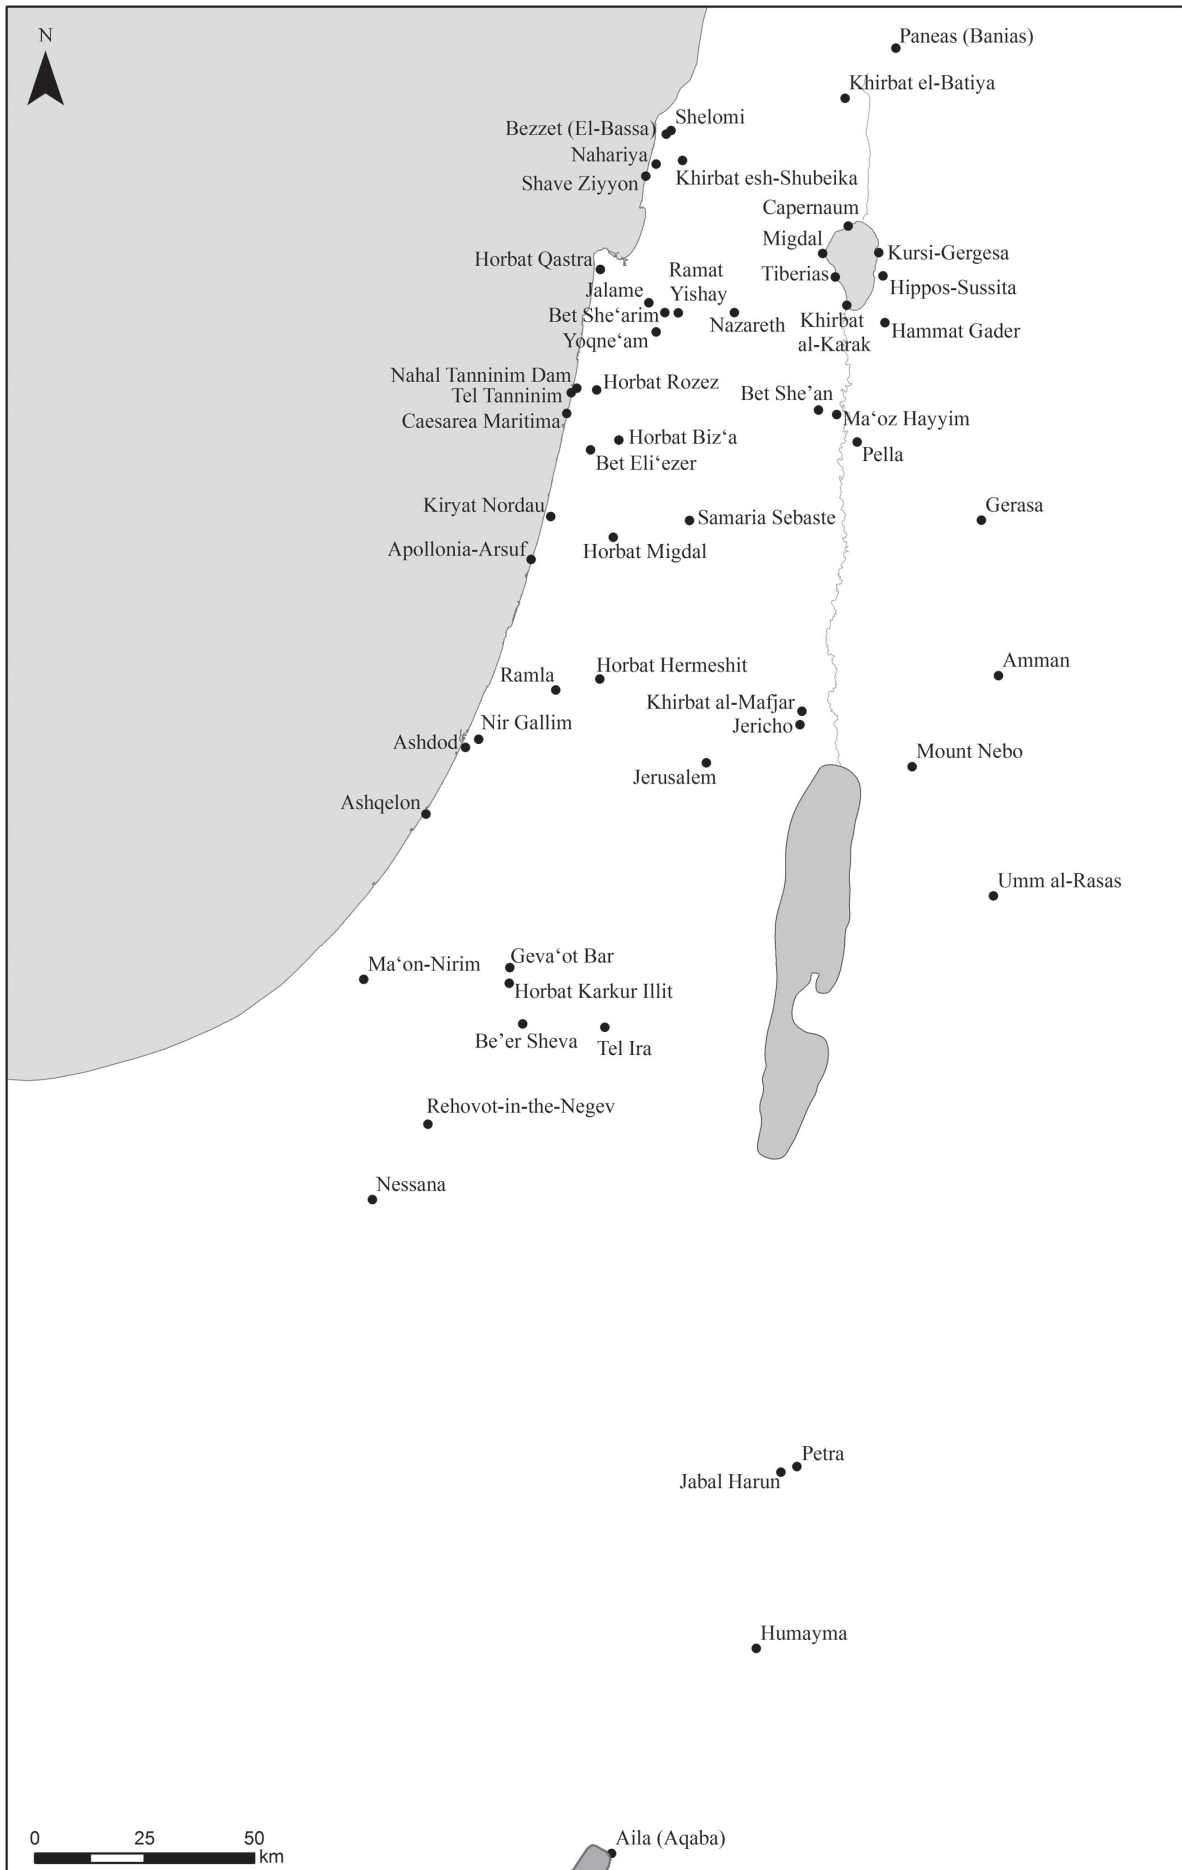 N
Paneas (Banias)
Khirbat el-Batiya
Shelomi
Bezzet (El-Bassa)
Nahariya
Khirbat esh-Shubeika
Shave Ziyyon
Capernaum
Migdal
Kursi-Gergesa
Horbat Qastra
Ramat
Yishay
Tiberias
Hippos-Sussita
Jalame
Bet She‘arim
Nazareth
Khirbat
al-Karak
Hammat Gader
Yoqne‘am
Nahal Tanninim Dam
Horbat Rozez
Tel Tanninim
Bet She’an
Caesarea Maritima
Ma‘oz Hayyim
Horbat Biz‘a
Pella
Bet Eli‘ezer
Kiryat Nordau
Samaria Sebaste
Gerasa
Apollonia-Arsuf
Horbat Migdal
Horbat Hermeshit
Amman
Ramla
Khirbat al-Mafjar
Nir Gallim
Jericho
Ashdod
Mount Nebo
Jerusalem
Ashqelon
Umm al-Rasas
Geva‘ot Bar
Ma‘on-Nirim
Horbat Karkur Illit
Be’er Sheva
Tel Ira
Rehovot-in-the-Negev
Nessana
Petra
Jabal Harun
Humayma
Aila (Aqaba)
0 25 50
km